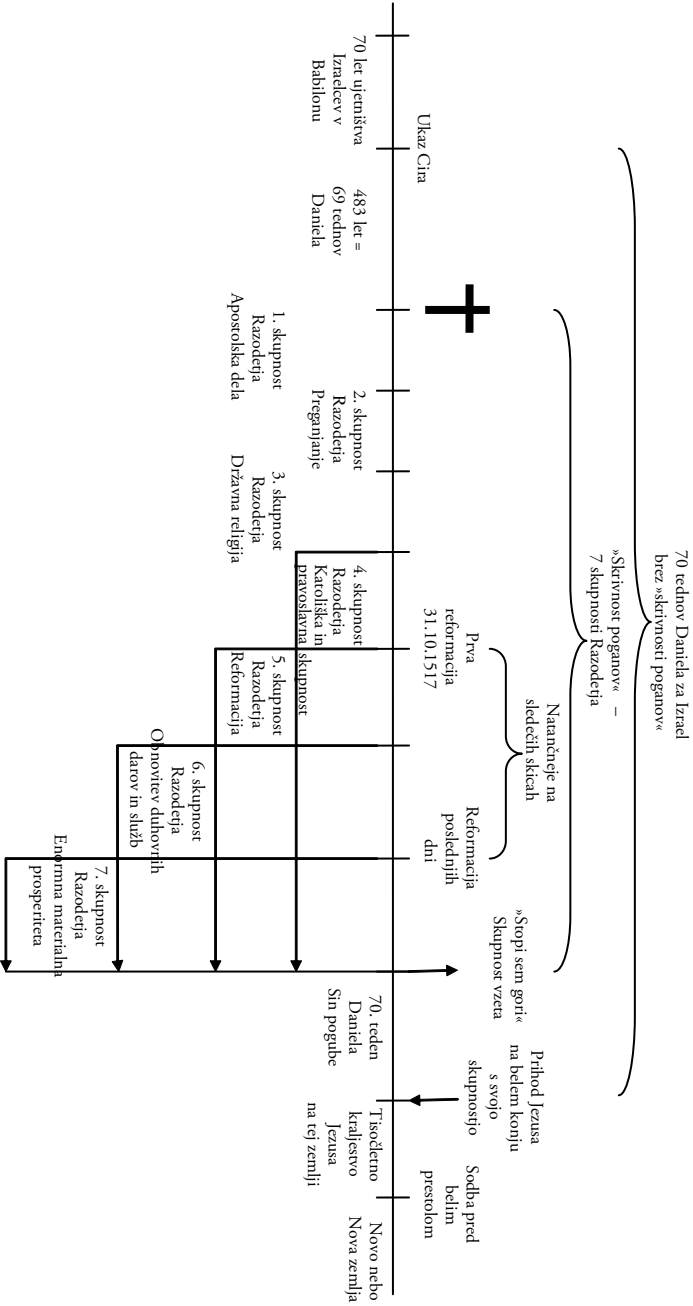 70 tednov Daniela za Izrael
brez »skrivnosti poganov«
»Skrivnost poganov« –
7 skupnosti Razodetja
Natančneje na
sledečih skicah
»Stopi sem gori«
Skupnost vzeta
Prihod Jezusa
na belem konju
s svojo
skupnostjo
Prva
reformacija
31.10.1517
Reformacija
poslednjih
dni
Sodba pred
belim
prestolom
Ukaz Cira
70 let ujetništva
Izraelcev v
Babilonu
483 let =
69 tednov
Daniela
1. skupnost
Razodetja
Apostolska dela
2. skupnost
Razodetja
Preganjanje
3. skupnost
Razodetja
Državna religija
4. skupnost
Razodetja
Katoliška in
pravoslavna skupnost
5. skupnost
Razodetja
Reformacija
6. skupnost
Razodetja
Obnovitev duhovnih
darov in služb
7. skupnost
Razodetja
Enormna materialna
prosperiteta
70. teden
Daniela
Sin pogube
Tisočletno
kraljestvo
Jezusa
na tej zemlji
Novo nebo
Nova zemlja